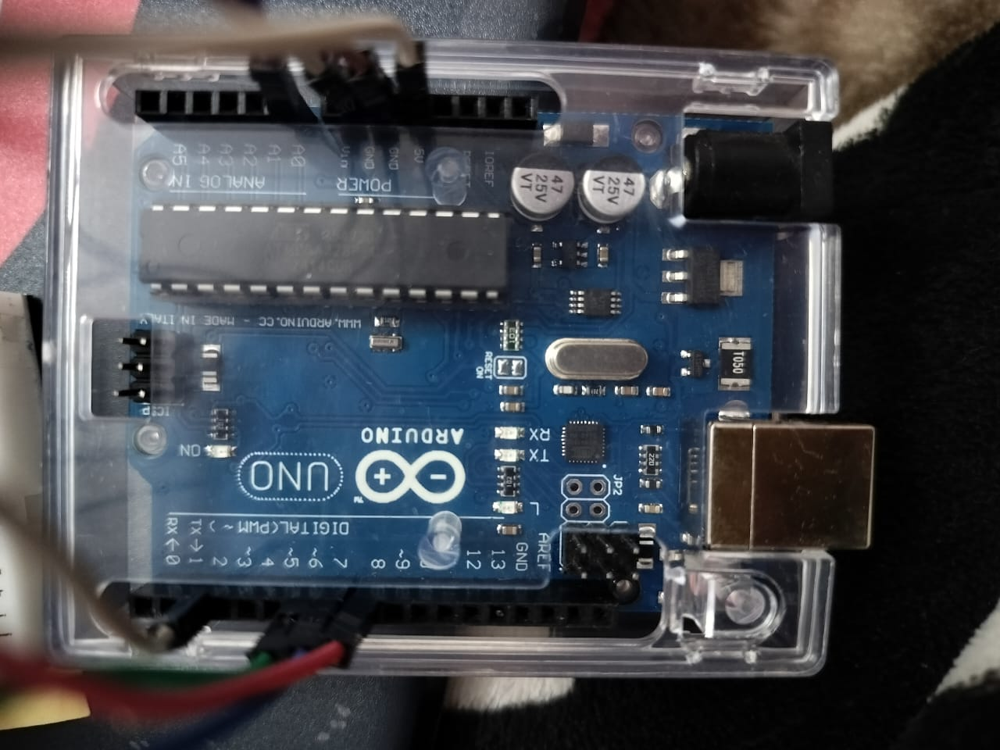 IOREF
5V
GND
GND
Vin
A0
A1
A2
A3
A4
A5
POWER
ANALOG IN
47
25V
VT
47
25V
VT
WWW.ARDUINO.CC - MADE IN ITALY
RESET
ON
T050
ICSP
ON
RX
TX
L
220
JP2
ARDUINO
UNO
TM
DIGITAL(PWM ~)
AREF
GND
13
12
~9
8
7
~6
~5
4
~3
2
TX→1
RX←0